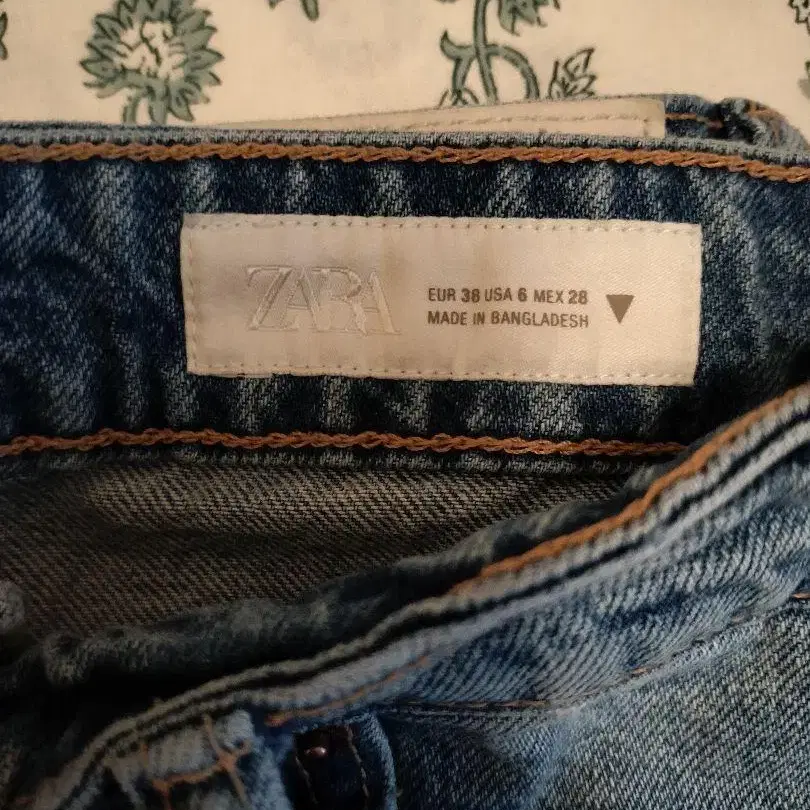 ZARA
EUR 38 USA 6 MEX 28
MADE IN BANGLADESH